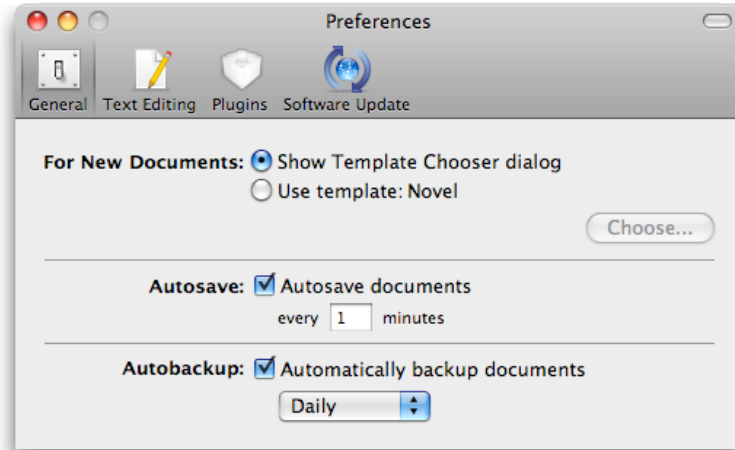 Preferences
General Text Editing Plugins Software Update
For New Documents: Show Template Chooser dialog
Use template: Novel
Choose...
Autosave: Autosave documents
every 1 minutes
Autobackup: Automatically backup documents
Daily